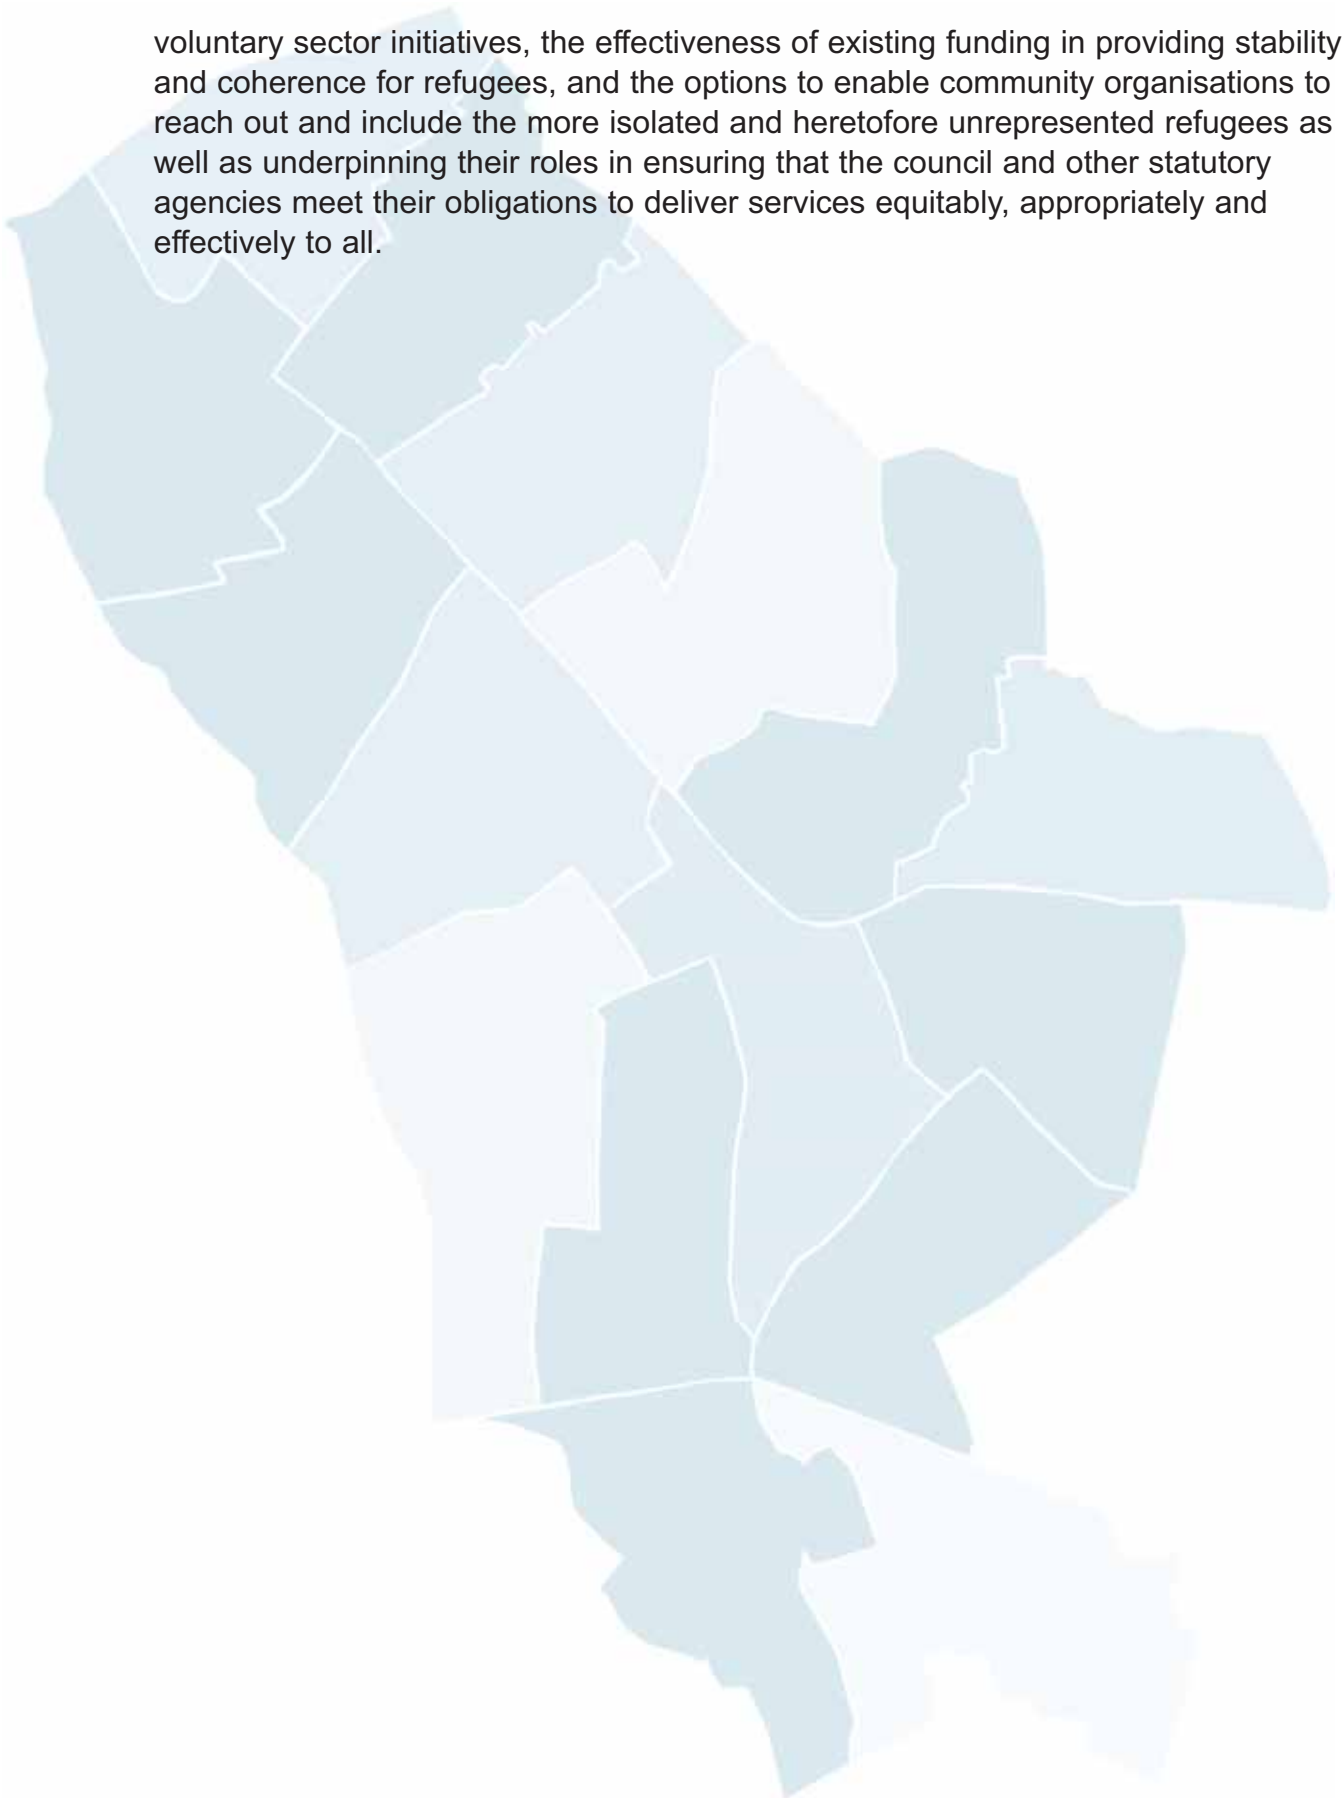 voluntary sector initiatives, the effectiveness of existing funding in providing stability
and coherence for refugees, and the options to enable community organisations to
reach out and include the more isolated and heretofore unrepresented refugees as
well as underpinning their roles in ensuring that the council and other statutory
agencies meet their obligations to deliver services equitably, appropriately and
effectively to all.